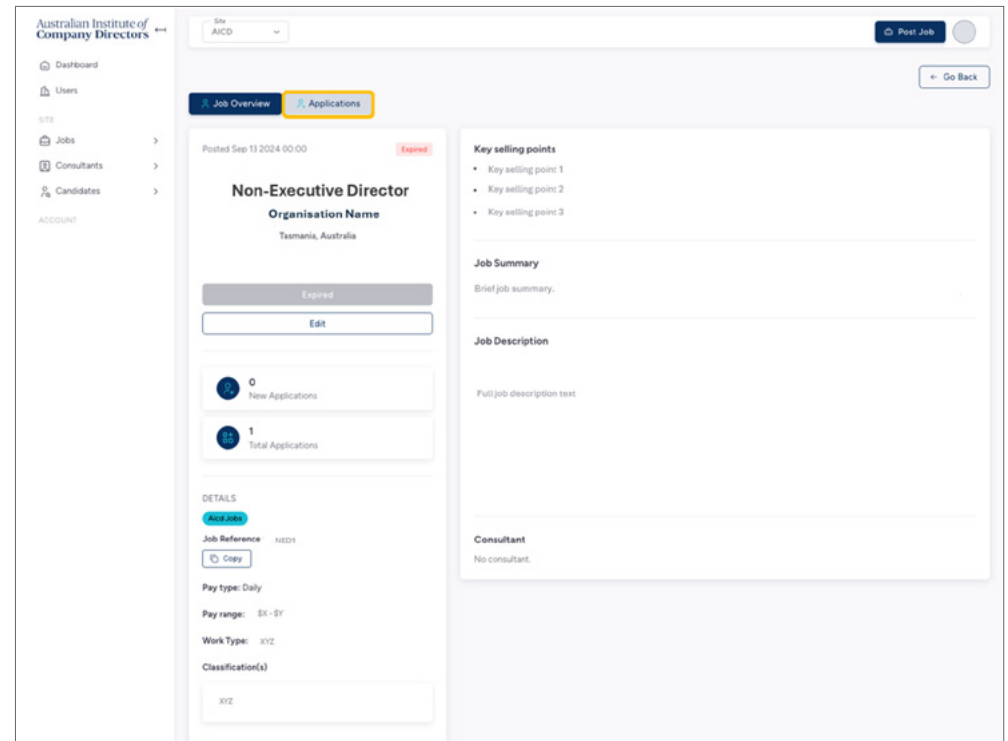 Australian Institute of
Company Directors
Dashboard
Users
SITE
Jobs
Consultants
Candidates
ACCOUNT
Site
AICD
Post Job
Go Back
Job Overview
Applications
Posted Sep 13 2024 00:00
Expired
Non-Executive Director
Organisation Name
Tasmania, Australia
Expired
Edit
0
New Applications
1
Total Applications
DETAILS
Aicd Jobs
Job Reference NED1
Copy
Pay type: Daily
Pay range: $X - $Y
Work Type: XYZ
Classification(s)
XYZ
Key selling points
• Key selling point 1
• Key selling point 2
• Key selling point 3
Job Summary
Brief job summary.
Job Description
Full job description text
Consultant
No consultant.